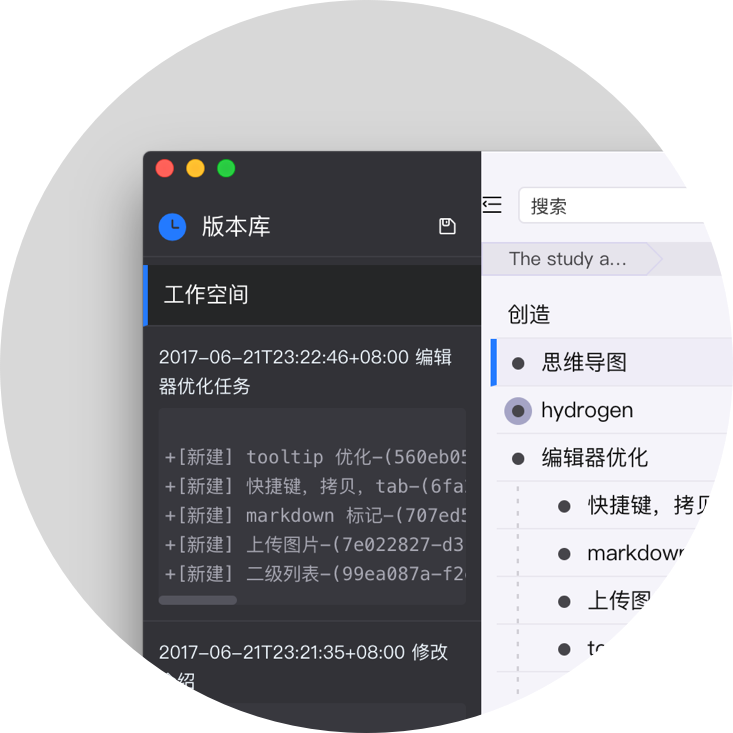 版本库
工作空间
2017-06-21T23:22:46+08:00 编辑
器优化任务
+[新建] tooltip 优化-(560eb05
+[新建] 快捷键，拷贝，tab-(6fa
+[新建] markdown 标记-(707ed5
+[新建] 上传图片-(7e022827-d3
+[新建] 二级列表-(99ea087a-f2
2017-06-21T23:21:35+08:00 修改
绍
搜索
The study a...
创造
思维导图
hydrogen
编辑器优化
快捷键，拷贝
markdown
上传图
to